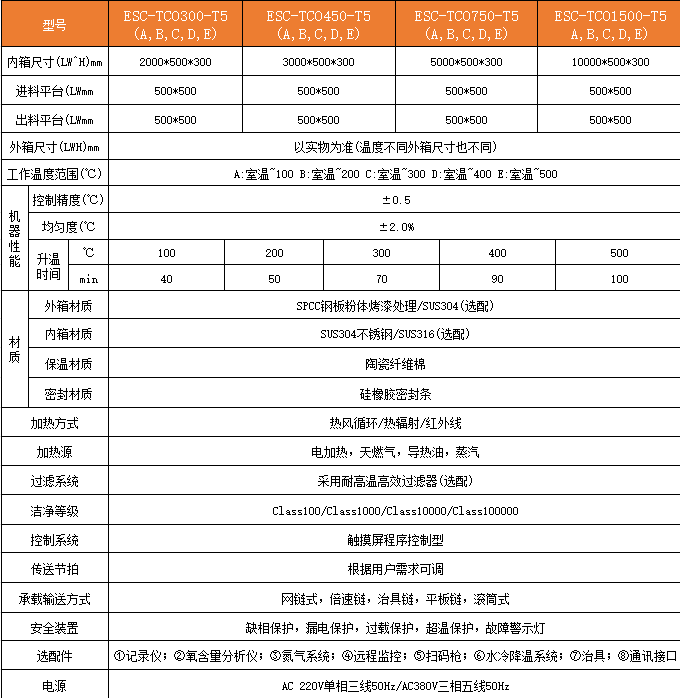 型号 ESC-TCO300-T5 (A,B,C,D,E) ESC-TCO450-T5 (A,B,C,D,E) ESC-TCO750-T5 (A,B,C,D,E) ESC-TCO1500-T5 A,B,C,D,E)
内箱尺寸(LW^H)mm 2000*500*300 3000*500*300 5000*500*300 10000*500*300
进料平台(LWmm 500*500 500*500 500*500 500*500
出料平台(LWmm 500*500 500*500 500*500 500*500
外箱尺寸(LWH)mm 以实物为准(温度不同外箱尺寸也不同)
工作温度范围(℃) A:室温~100 B:室温~200 C:室温~300 D:室温~400 E:室温~500
机器性能 控制精度(℃) ±0.5
均匀度(℃ ±2.0%
升温时间 ℃ 100 200 300 400 500
min 40 50 70 90 100
材质 外箱材质 SPCC钢板粉体烤漆处理/SUS304(选配)
内箱材质 SUS304不锈钢/SUS316(选配)
保温材质 陶瓷纤维棉
密封材质 硅橡胶密封条
加热方式 热风循环/热辐射/红外线
加热源 电加热，天燃气，导热油，蒸汽
过滤系统 采用耐高温高效过滤器(选配)
洁净等级 Class100/Class1000/Class10000/Class100000
控制系统 触摸屏程序控制型
传送节拍 根据用户需求可调
承载输送方式 网链式，倍速链，治具链，平板链，滚筒式
安全装置 缺相保护，漏电保护，过载保护，超温保护，故障警示灯
选配件 ①记录仪；②氧含量分析仪；③氮气系统；④远程监控；⑤扫码枪；⑥水冷降温系统；⑦治具；⑧通讯接口
电源 AC 220V单相三线50Hz/AC380V三相五线50Hz